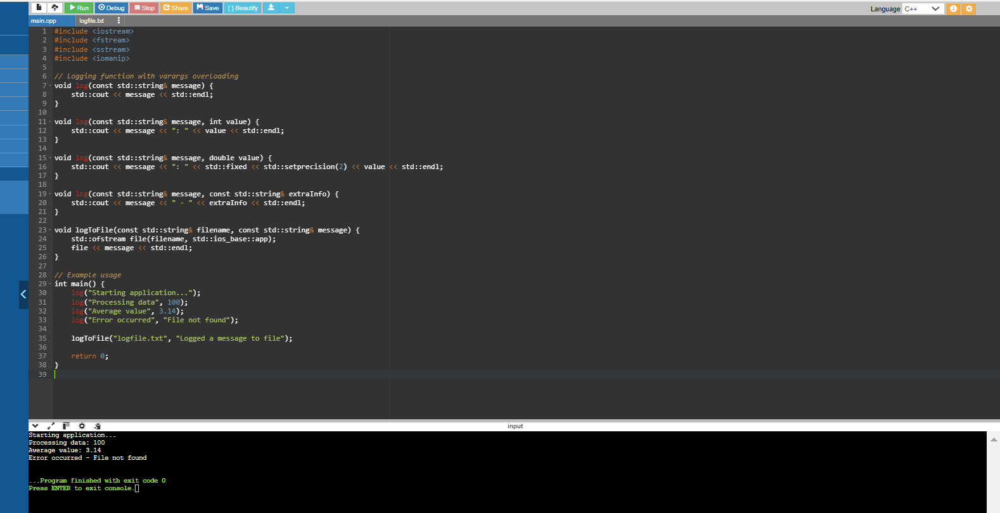 Run Debug Stop Share Save { } Beautify Language C++
main.cpp logfile.txt
1 #include <iostream>
2 #include <fstream>
3 #include <sstream>
4 #include <iomanip>
5
6 // Logging function with varargs overloading
7 void log(const std::string& message) {
8 std::cout << message << std::endl;
9 }
10
11 void log(const std::string& message, int value) {
12 std::cout << message << ": " << value << std::endl;
13 }
14
15 void log(const std::string& message, double value) {
16 std::cout << message << ": " << std::fixed << std::setprecision(2) << value << std::endl;
17 }
18
19 void log(const std::string& message, const std::string& extraInfo) {
20 std::cout << message << " - " << extraInfo << std::endl;
21 }
22
23 void logToFile(const std::string& filename, const std::string& message) {
24 std::ofstream file(filename, std::ios_base::app);
25 file << message << std::endl;
26 }
27
28 // Example usage
29 int main() {
30 log("Starting application...");
31 log("Processing data", 100);
32 log("Average value", 3.14);
33 log("Error occurred", "File not found");
34
35 logToFile("logfile.txt", "Logged a message to file");
36
37 return 0;
38 }
39
input
Starting application...
Processing data: 100
Average value: 3.14
Error occurred - File not found
...Program finished with exit code 0
Press ENTER to exit console.